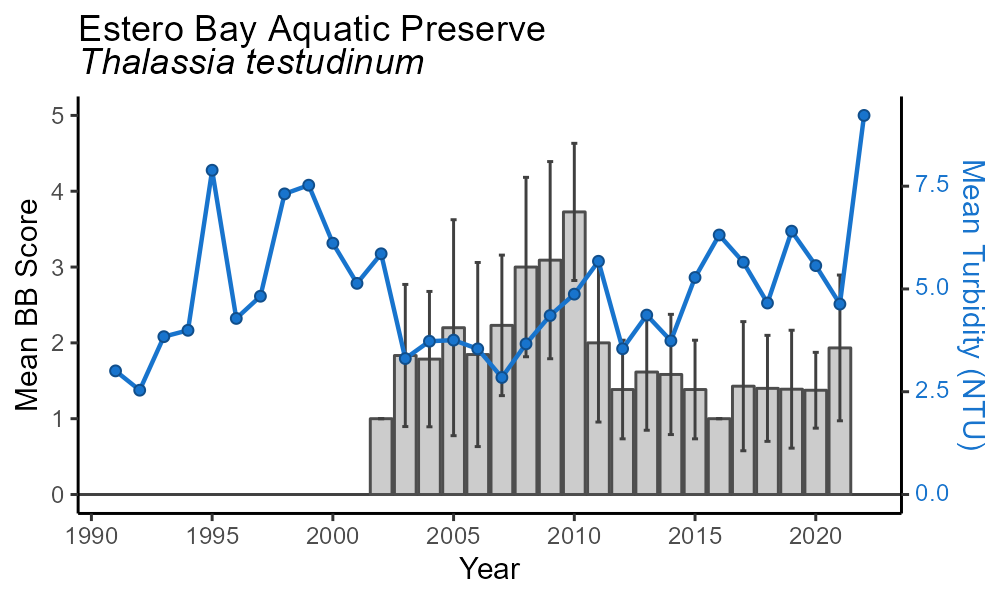 Estero Bay Aquatic Preserve
Thalassia testudinum
Mean BB Score
5
4
3
2
1
0
7.5
5.0
2.5
0.0
Mean Turbidity (NTU)
1990 1995 2000 2005 2010 2015 2020
Year